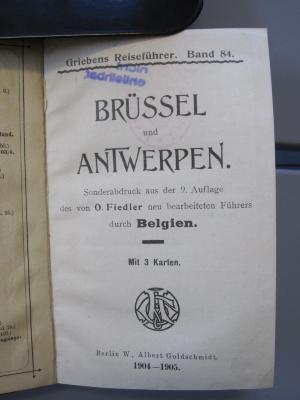 Griebens Reiseführer. Band 84.
BRÜSSEL
und
ANTWERPEN.
Sonderabdruck aus der 9. Auflage
des von O. Fiedler neu bearbeiteten Führers
durch Belgien.
Mit 3 Karten.
Berlin W., Albert Goldschmidt.
1904—1905.